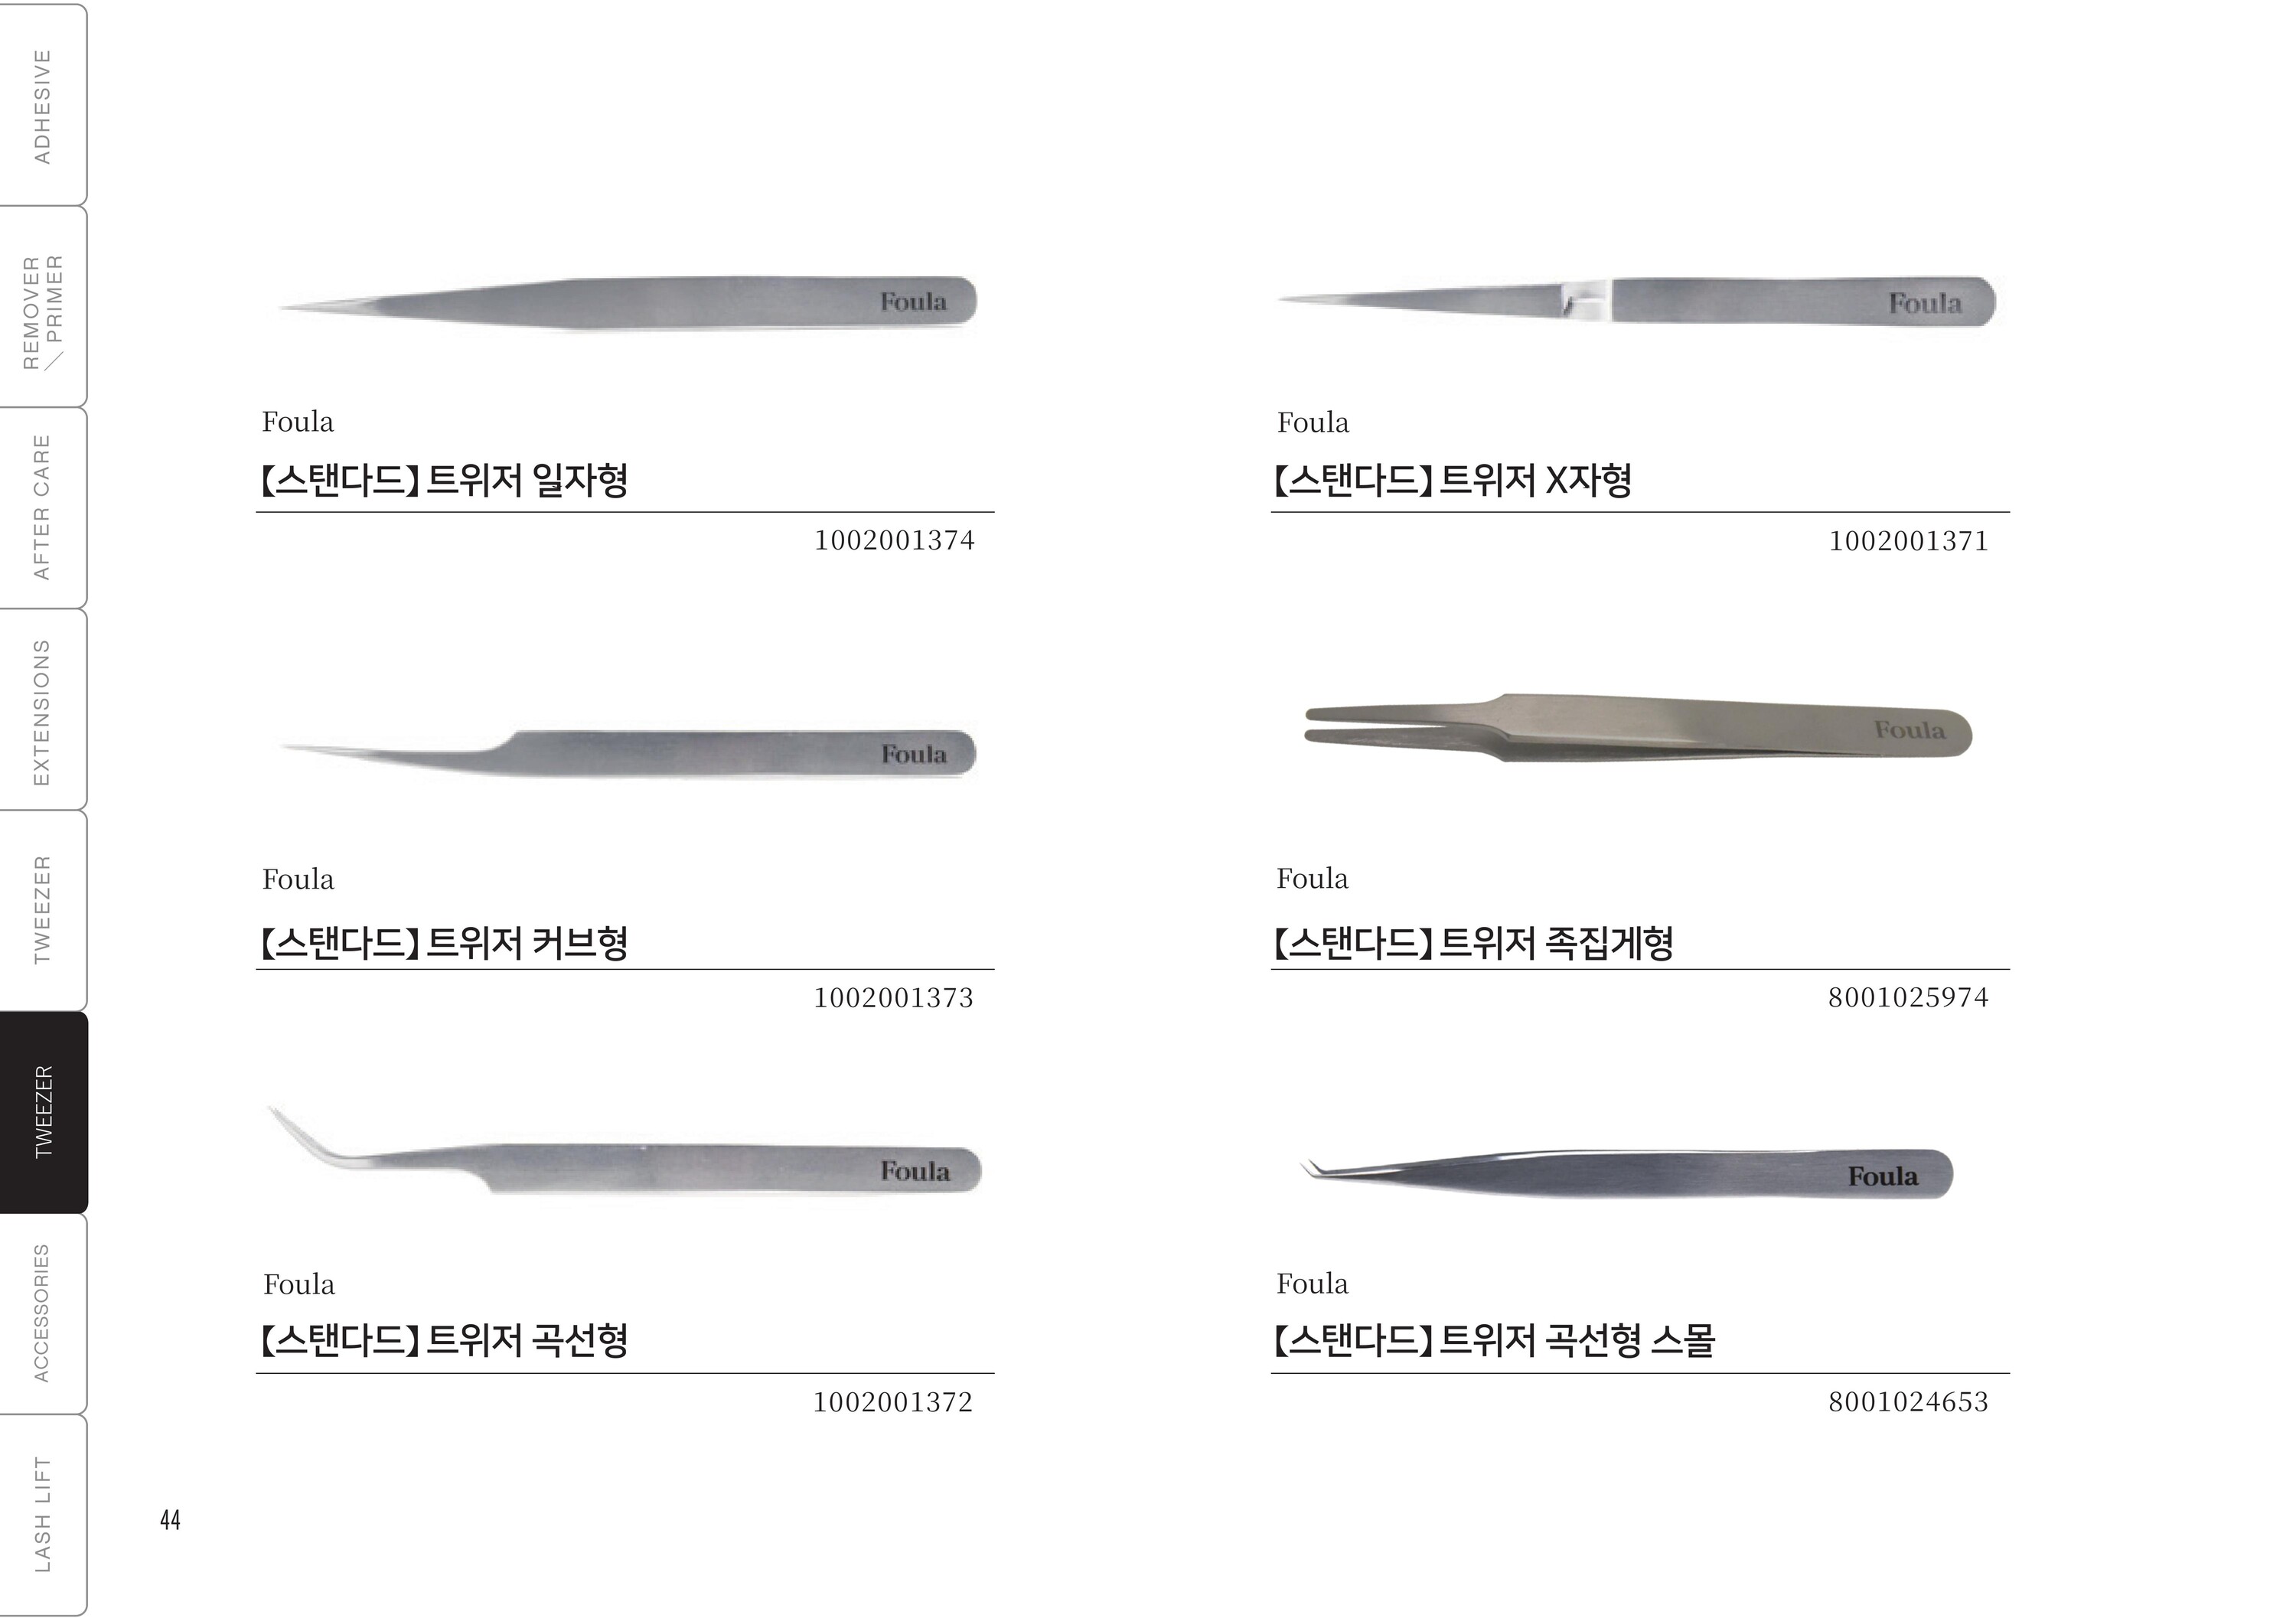 ADHESIVE
REMOVER
／PRIMER
AFTER CARE
EXTENSIONS
TWEEZER
TWEEZER
ACCESSORIES
LASH LIFT
Foula
Foula
【스탠다드】트위저 일자형
1002001374
Foula
Foula
【스탠다드】트위저 X자형
1002001371
Foula
Foula
【스탠다드】트위저 커브형
1002001373
Foula
Foula
【스탠다드】트위저 족집게형
8001025974
Foula
Foula
【스탠다드】트위저 곡선형
1002001372
Foula
Foula
【스탠다드】트위저 곡선형 스몰
8001024653
44